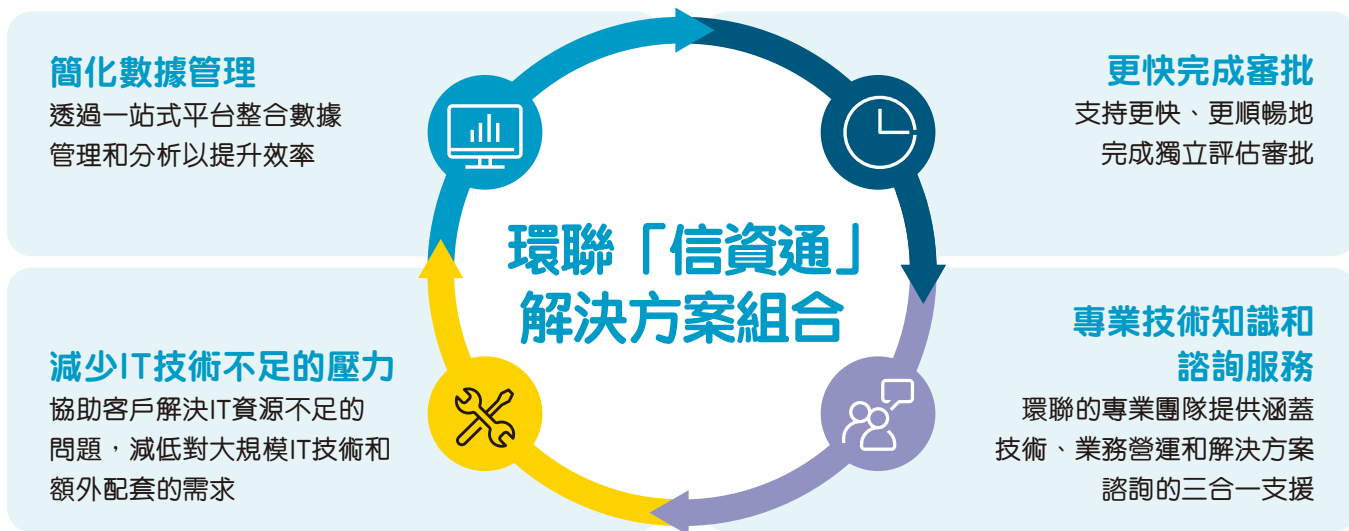 簡化數據管理
透過一站式平台整合數據
管理和分析以提升效率
更快完成審批
支持更快、更順暢地
完成獨立評估審批
環聯「信資通」
解決方案組合
減少IT技術不足的壓力
協助客戶解決IT資源不足的
問題，減低對大規模IT技術和
額外配套的需求
專業技術知識和
諮詢服務
環聯的專業團隊提供涵蓋
技術、業務營運和解決方案
諮詢的三合一支援